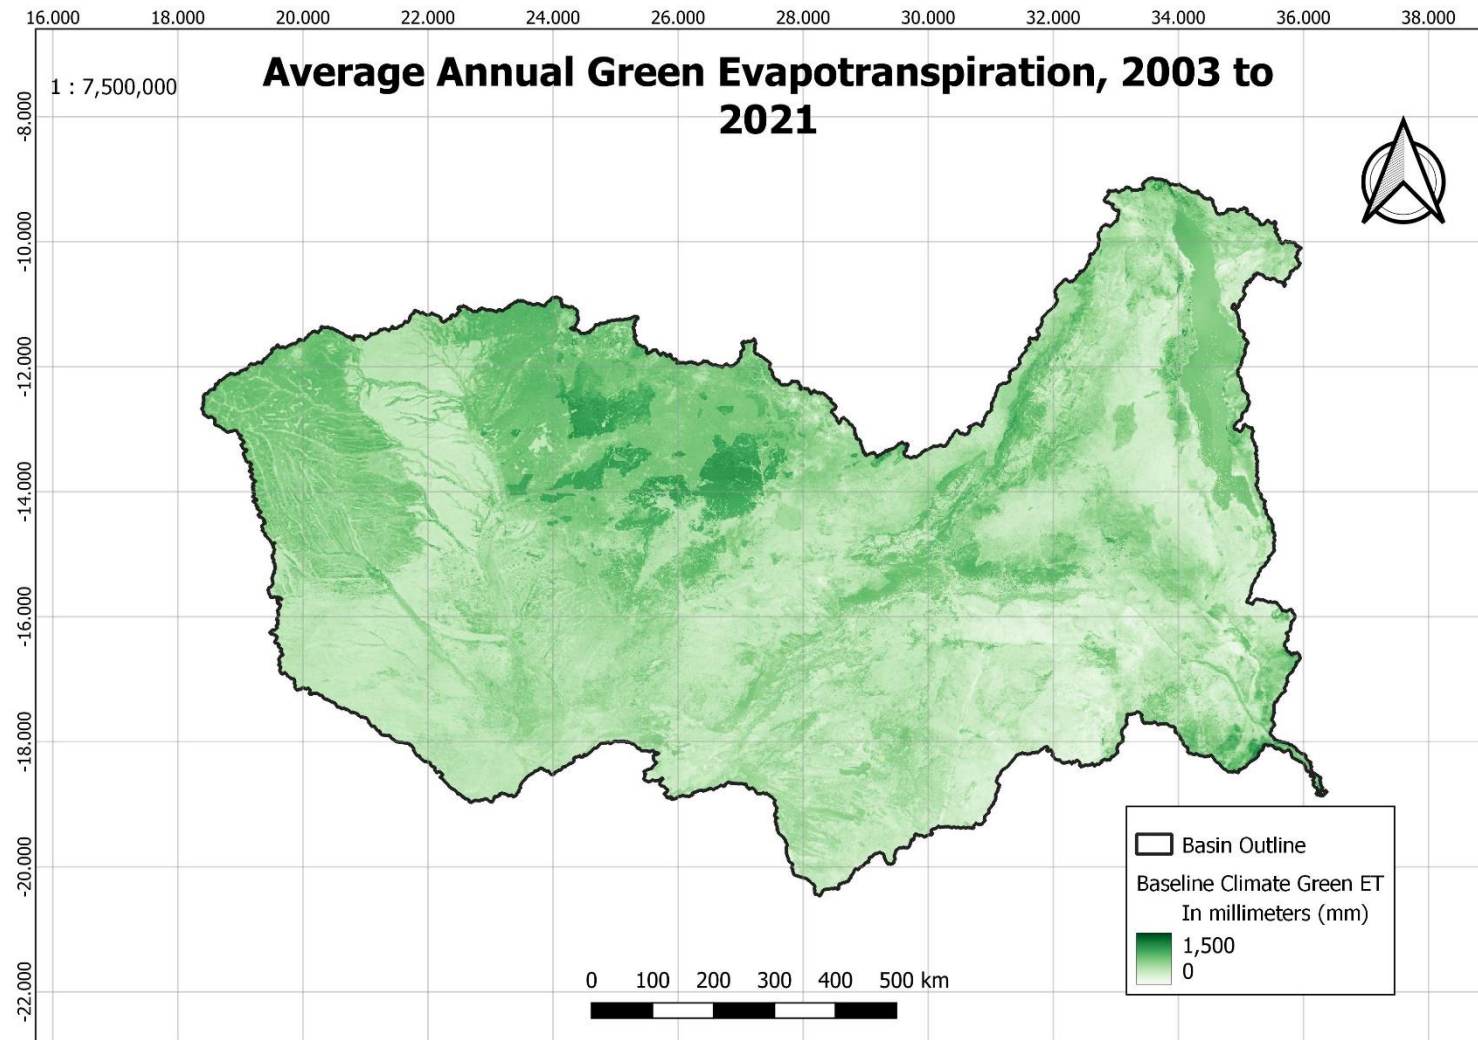 16.000 18.000 20.000 22.000 24.000 26.000 28.000 30.000 32.000 34.000 36.000 38.000
Average Annual Green Evapotranspiration, 2003 to
2021
1 : 7,500,000
-8.000
-10.000
-12.000
-14.000
-16.000
-18.000
-20.000
-22.000
Basin Outline
Baseline Climate Green ET
In millimeters (mm)
1,500
0
0 100 200 300 400 500 km